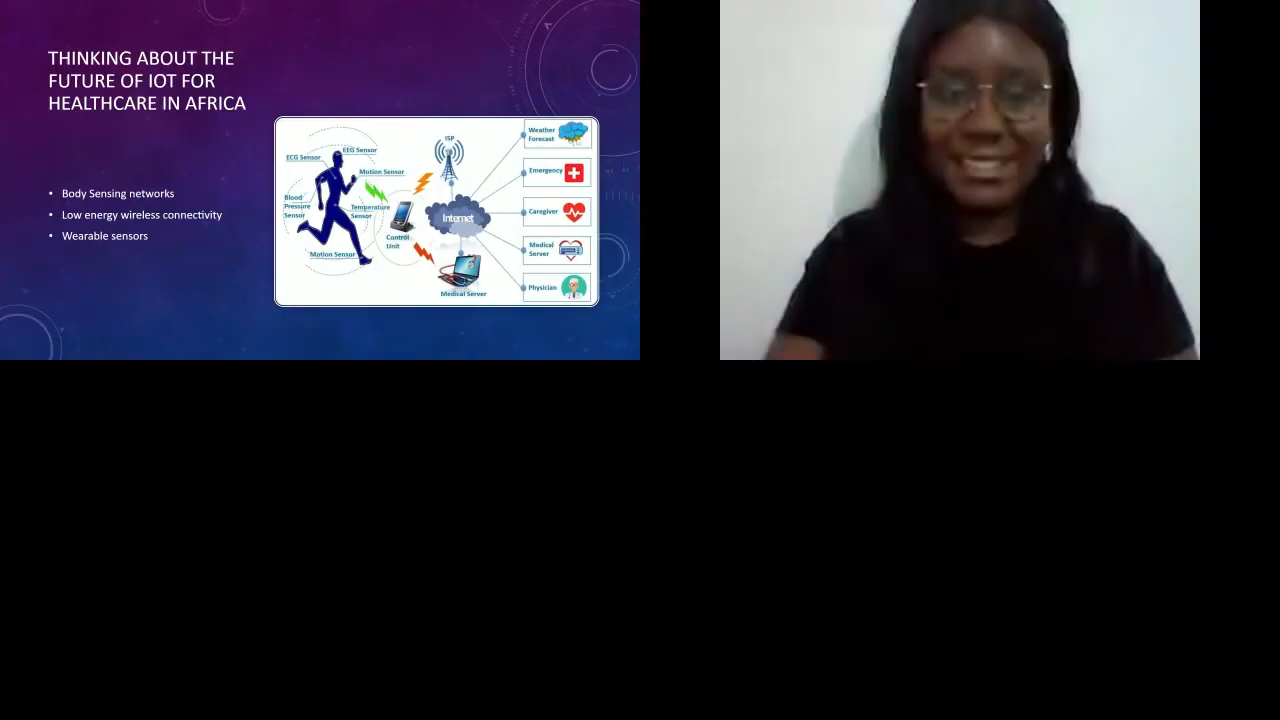 THINKING ABOUT THE
FUTURE OF IOT FOR
HEALTHCARE IN AFRICA
• Body Sensing networks
• Low energy wireless connectivity
• Wearable sensors
ECG Sensor
EEG Sensor
Motion Sensor
Blood
Pressure
Sensor
Temperature
Sensor
Motion Sensor
Control
Unit
ISP
Internet
Medical Server
Weather
Forecast
Emergency
Caregiver
Medical
Server
Physician